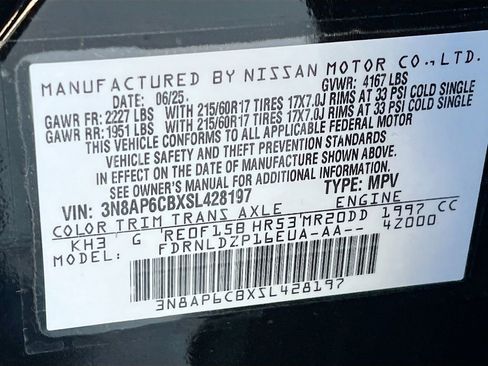 MANUFACTURED BY NISSAN MOTOR CO., LTD.
DATE: 06/25. GVWR: 4167 LBS
GAWR FR: 2227 LBS WITH 215/60R17 TIRES 17X7.0J RIMS AT 33 PSI COLD SINGLE
GAWR RR: 1951 LBS WITH 215/60R17 TIRES 17X7.0J RIMS AT 33 PSI COLD SINGLE
THIS VEHICLE CONFORMS TO ALL APPLICABLE FEDERAL MOTOR
VEHICLE SAFETY AND THEFT PREVENTION STANDARDS
IN EFFECT ON THE DATE OF MANUFACTURE SHOWN ABOVE.
SEE OWNER'S MANUAL FOR ADDITIONAL INFORMATION.
VIN: 3N8AP6CBXSL428197 TYPE: MPV
COLOR TRIM TRANS AXLE ENGINE
KH3 G RE0F15B HR53 MR20DD 1997 CC
FDRNLDZP16EUA-AA-- 4Z000
3N8AP6CBXSL428197